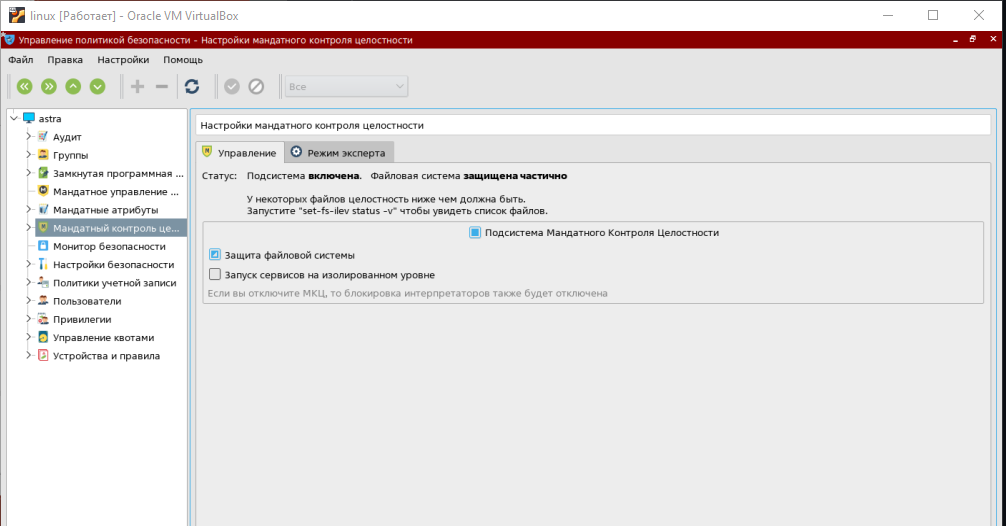 linux [Работает] - Oracle VM VirtualBox
Управление политикой безопасности - Настройки мандатного контроля целостности
Файл Правка Настройки Помощь
Все
astra
Аудит
Группы
Замкнутая программная ...
Мандатное управление ...
Мандатные атрибуты
Мандатный контроль це...
Монитор безопасности
Настройки безопасности
Политики учетной записи
Пользователи
Привилегии
Управление квотами
Устройства и правила
Настройки мандатного контроля целостности
Управление Режим эксперта
Статус: Подсистема включена. Файловая система защищена частично
У некоторых файлов целостность ниже чем должна быть.
Запустите "set-fs-ilev status -v" чтобы увидеть список файлов.
Подсистема Мандатного Контроля Целостности
Защита файловой системы
Запуск сервисов на изолированном уровне
Если вы отключите МКЦ, то блокировка интерпретаторов также будет отключена